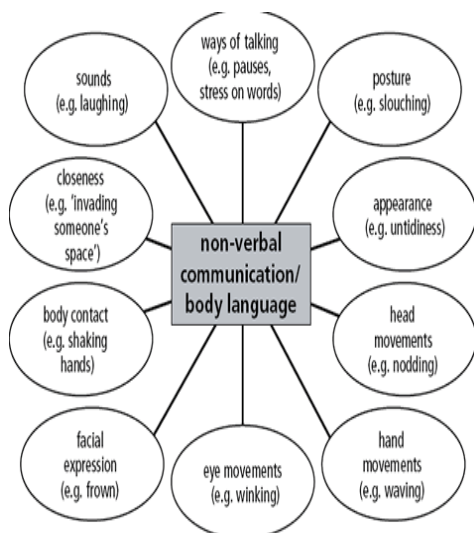 ways of talking
(e.g. pauses,
stress on words)
sounds
(e.g. laughing)
posture
(e.g. slouching)
closeness
(e.g. 'invading
someone's
space')
appearance
(e.g. untidiness)
non-verbal
communication/
body language
body contact
(e.g. shaking
hands)
head
movements
(e.g. nodding)
facial
expression
(e.g. frown)
eye movements
(e.g. winking)
hand
movements
(e.g. waving)